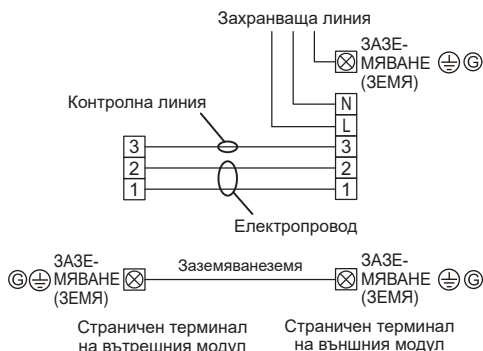 Захранваща линия
ЗАЗЕ-
МЯВАНЕ
(ЗЕМЯ)
G
N
L
Контролна линия
3 3
2 2
1 1
Електропровод
ЗАЗЕ-
G МЯВАНЕ
(ЗЕМЯ)
Заземяванеземя
ЗАЗЕ-
МЯВАНЕ G
(ЗЕМЯ)
Страничен терминал
на вътрешния модул
Страничен терминал
на външния модул